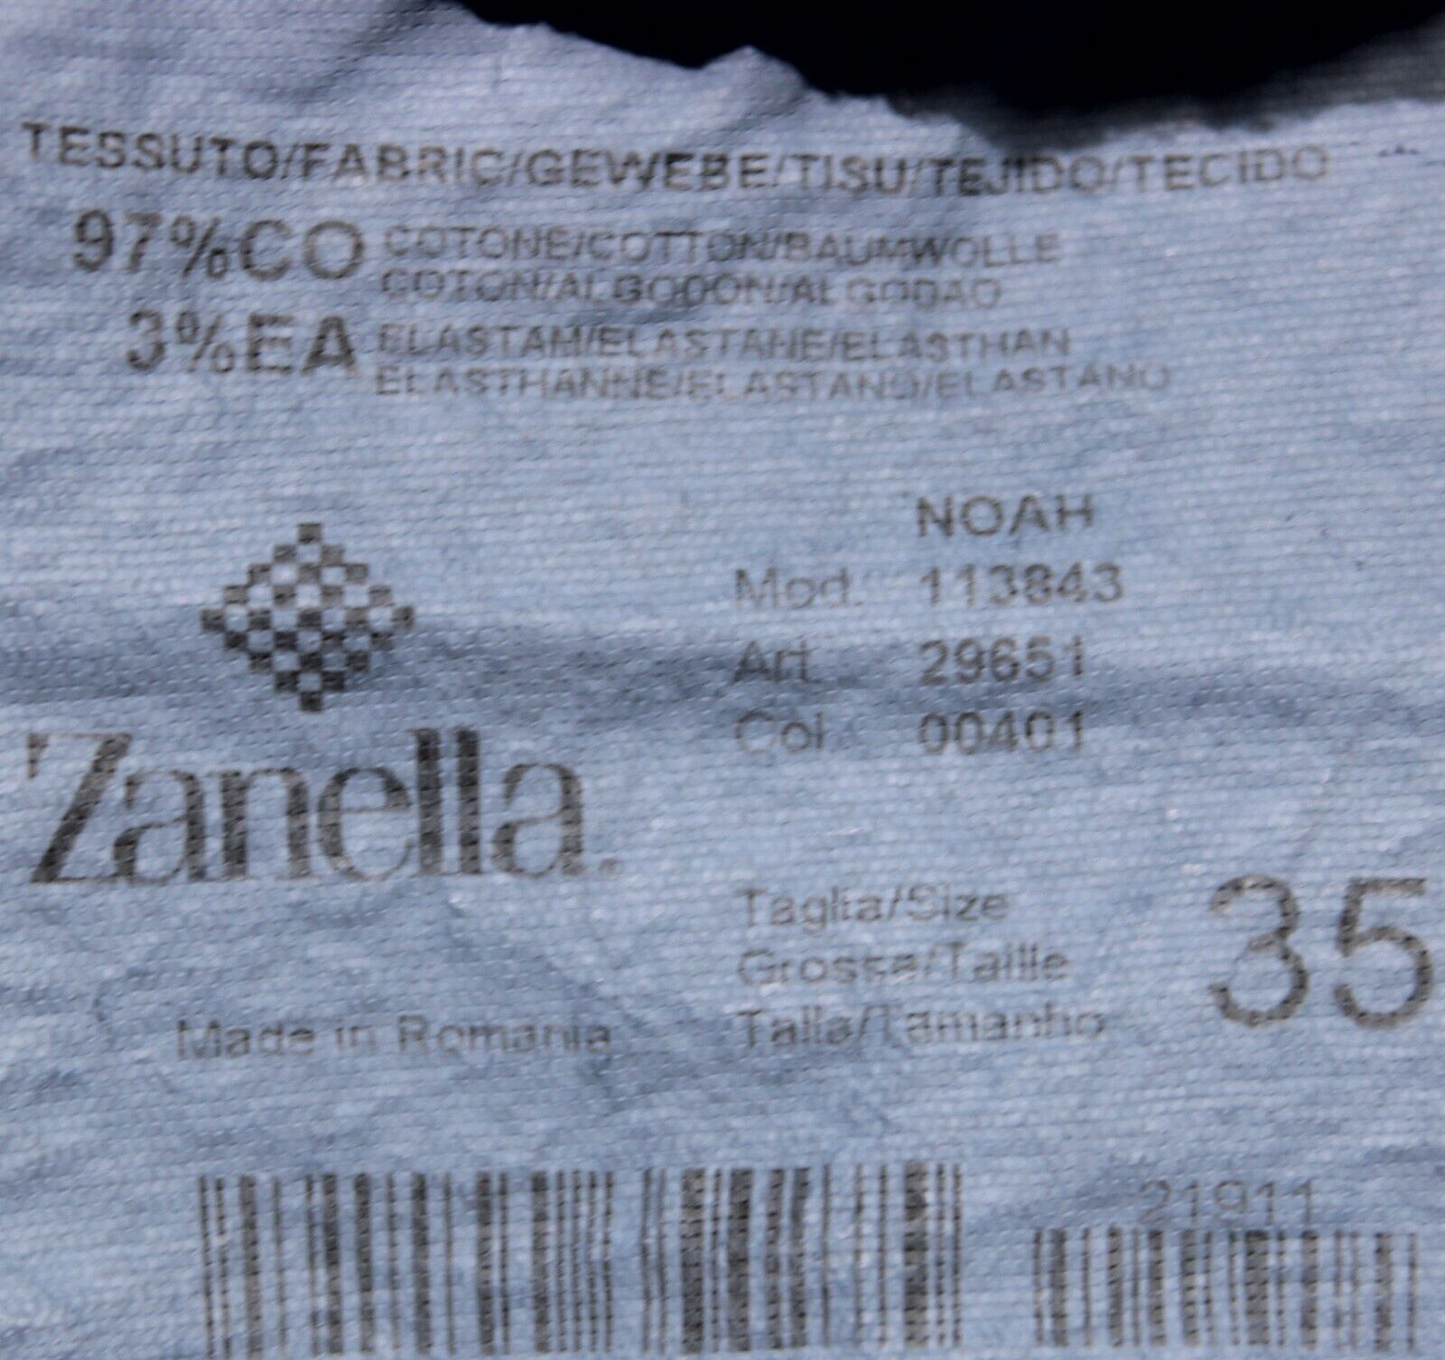 TESSUTO/FABRIC/GEWEBE/TISU/TEJIDO/TECIDO
97%CO COTONE/COTTON/BAUMWOLLE
COTON/ALGODON/ALGODAO
3%EA ELASTAM/ELASTANE/ELASTHAN
ELASTHANNE/ELASTANO/ELASTANO
NOAH
Mod. 113843
Art. 29651
Col. 00401
Zanella.
Taglia/Size
Grosse/Taille
Talla/Tamanho
35
Made in Romania
21911